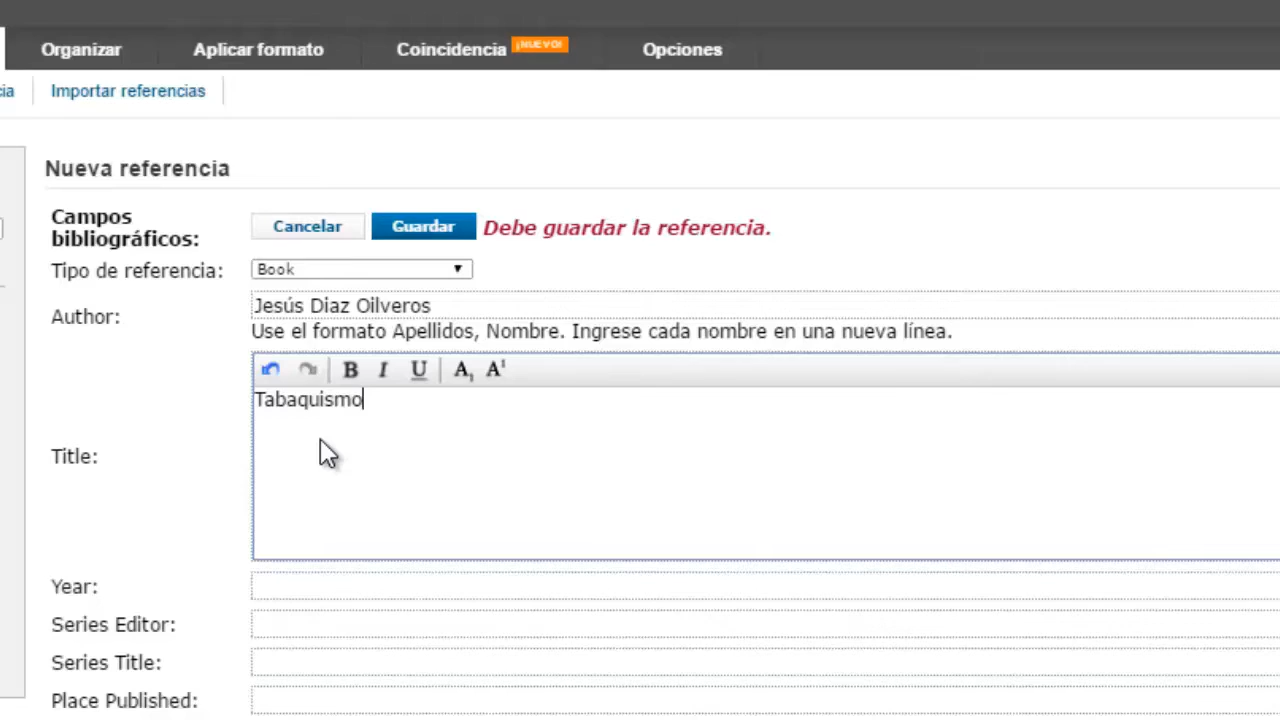 Organizar Aplicar formato Coincidencia ¡NUEVO! Opciones
cia Importar referencias
Nueva referencia
Campos bibliográficos: Cancelar Guardar Debe guardar la referencia.
Tipo de referencia: Book
Author: Jesús Diaz Oilveros
Use el formato Apellidos, Nombre. Ingrese cada nombre en una nueva línea.
B I U A, A'
Tabaquismo
Title:
Year:
Series Editor:
Series Title:
Place Published: